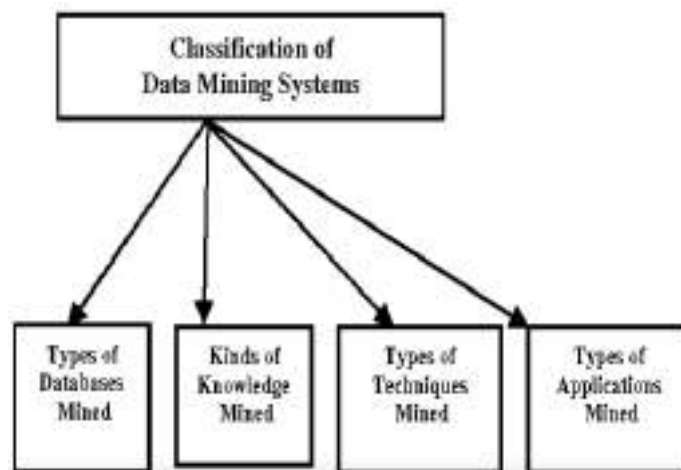 Classification of
Data Mining Systems
Types of
Databases
Mined
Kinds of
Knowledge
Mined
Types of
Techniques
Mined
Types of
Applications
Mined